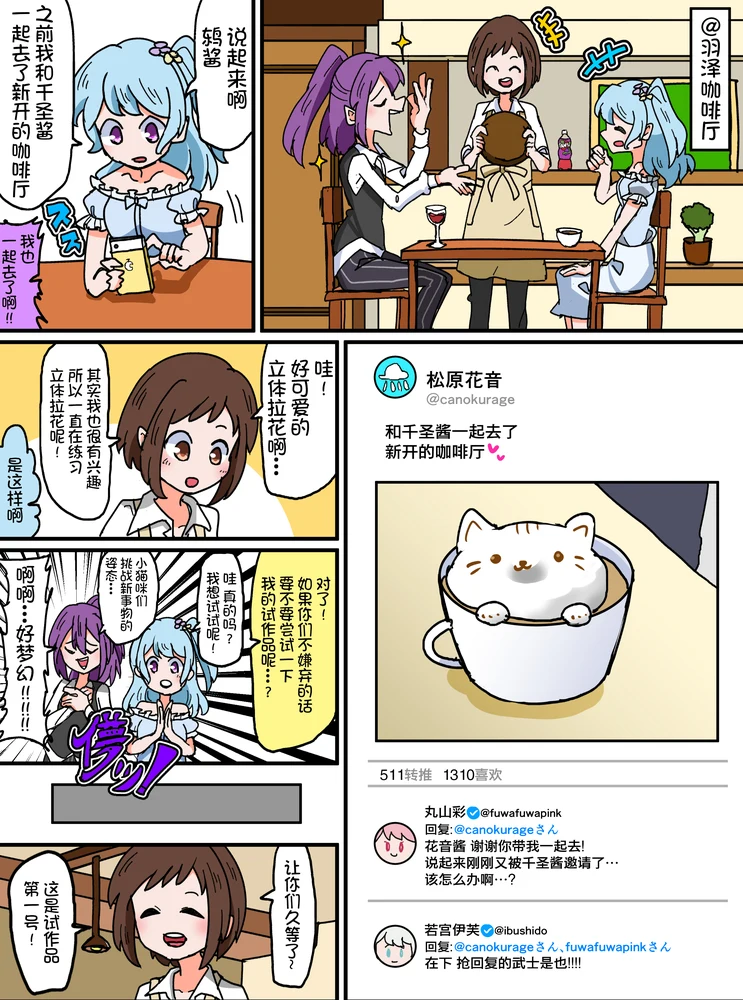 @羽泽咖啡厅
说起来啊
鸫酱
之前我和千圣酱
一起去了新开的咖啡厅
我也
一起去了啊!!
スス
松原花音
@canokurage
和千圣酱一起去了
新开的咖啡厅
511转推 1310喜欢
丸山彩@fuwafuwapink
回复:@canokurageさん
花音酱 谢谢你带我一起去!
说起来刚刚又被千圣酱邀请了…
该怎么办啊…?
若宫伊芙@ibushido
回复:@canokurageさん、fuwafuwapinkさん
在下 抢回复的武士是也!!!!
哇!
好可爱的
立体拉花啊…
其实我也很有兴趣
所以一直在练习
立体拉花呢!
是这样啊
对了!
如果你们不嫌弃的话
要不要尝试一下
我的试作品呢…?
哇 真的吗?
我想试试呢!
小猫咪们
挑战新事物的
姿态…
啊啊…好梦幻!!!!
儚ッ!
让你们久等了~
这是试作品
第一号!